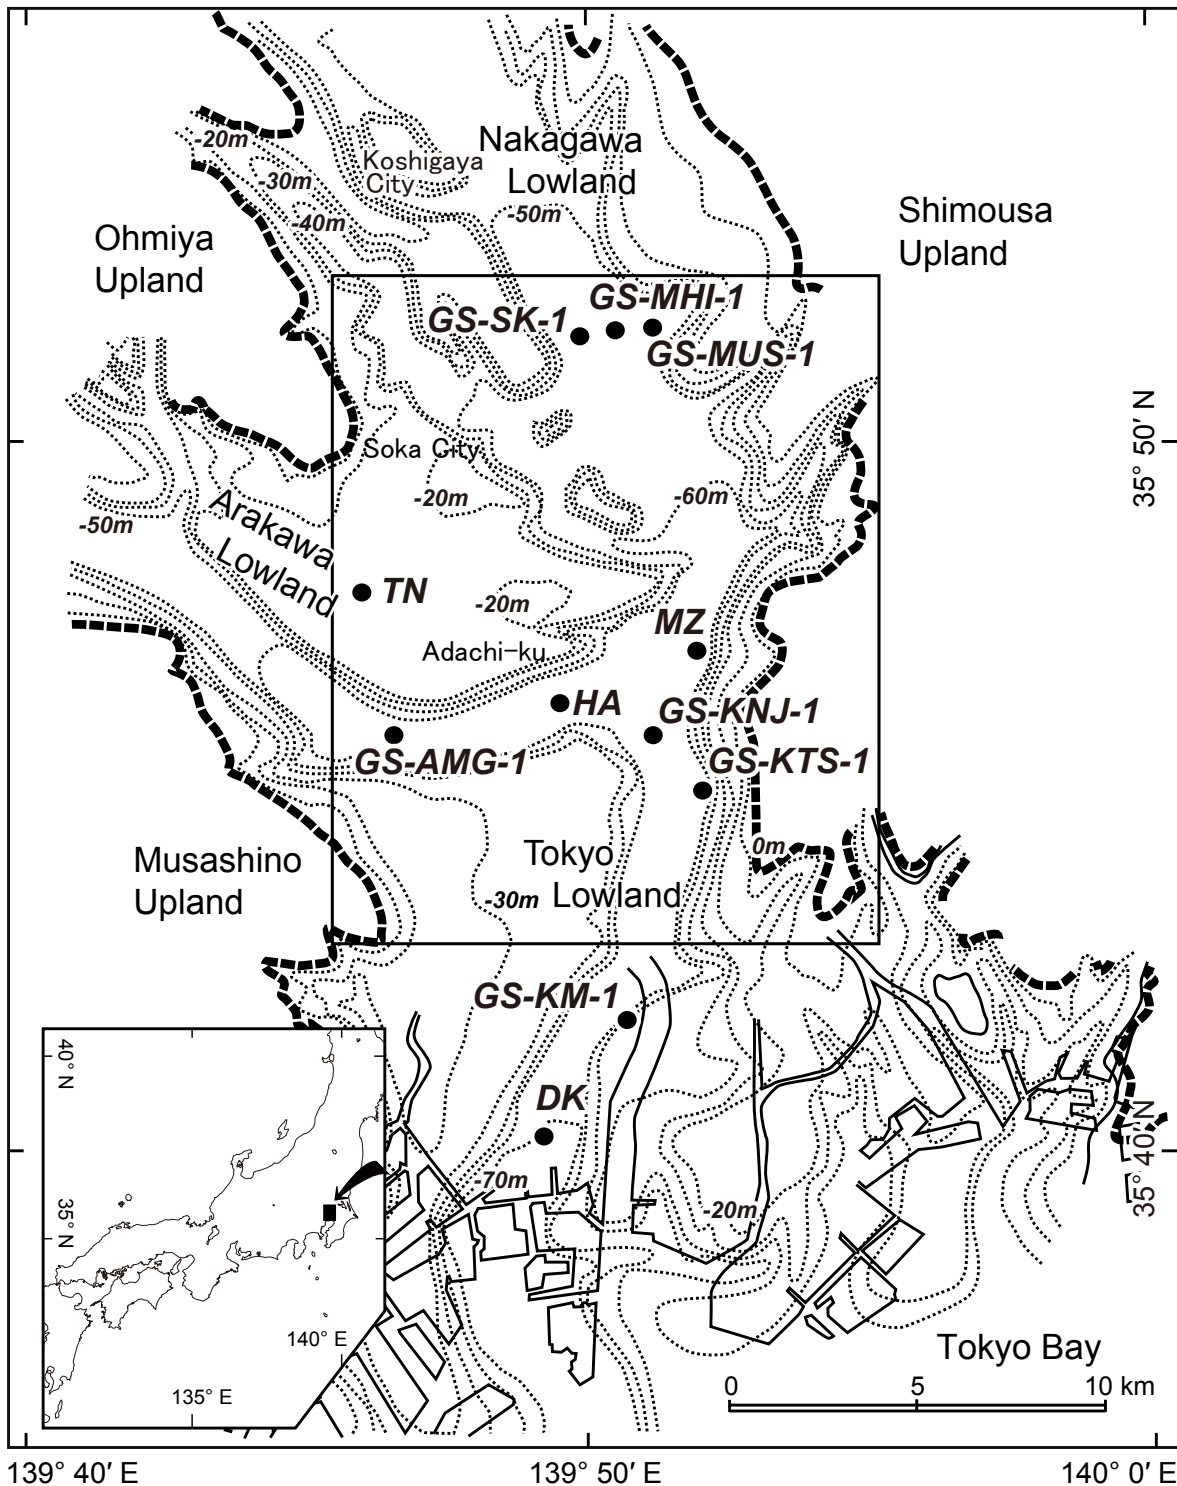 Nakagawa
Lowland
Koshigaya
City
-20m
-30m
-40m
-50m
Ohmiya
Upland
Shimousa
Upland
GS-MHI-1
GS-SK-1
GS-MUS-1
35° 50′ N
Soka City
-20m
-60m
-50m
Arakawa
Lowland
TN
-20m
MZ
Adachi-ku
HA
GS-KNJ-1
GS-AMG-1
GS-KTS-1
0m
Musashino
Upland
Tokyo
Lowland
-30m
GS-KM-1
DK
-70m
-20m
35° 40′ N
40° N
35° N
140° E
135° E
Tokyo Bay
0 5 10 km
139° 40′ E 139° 50′ E 140° 0′ E